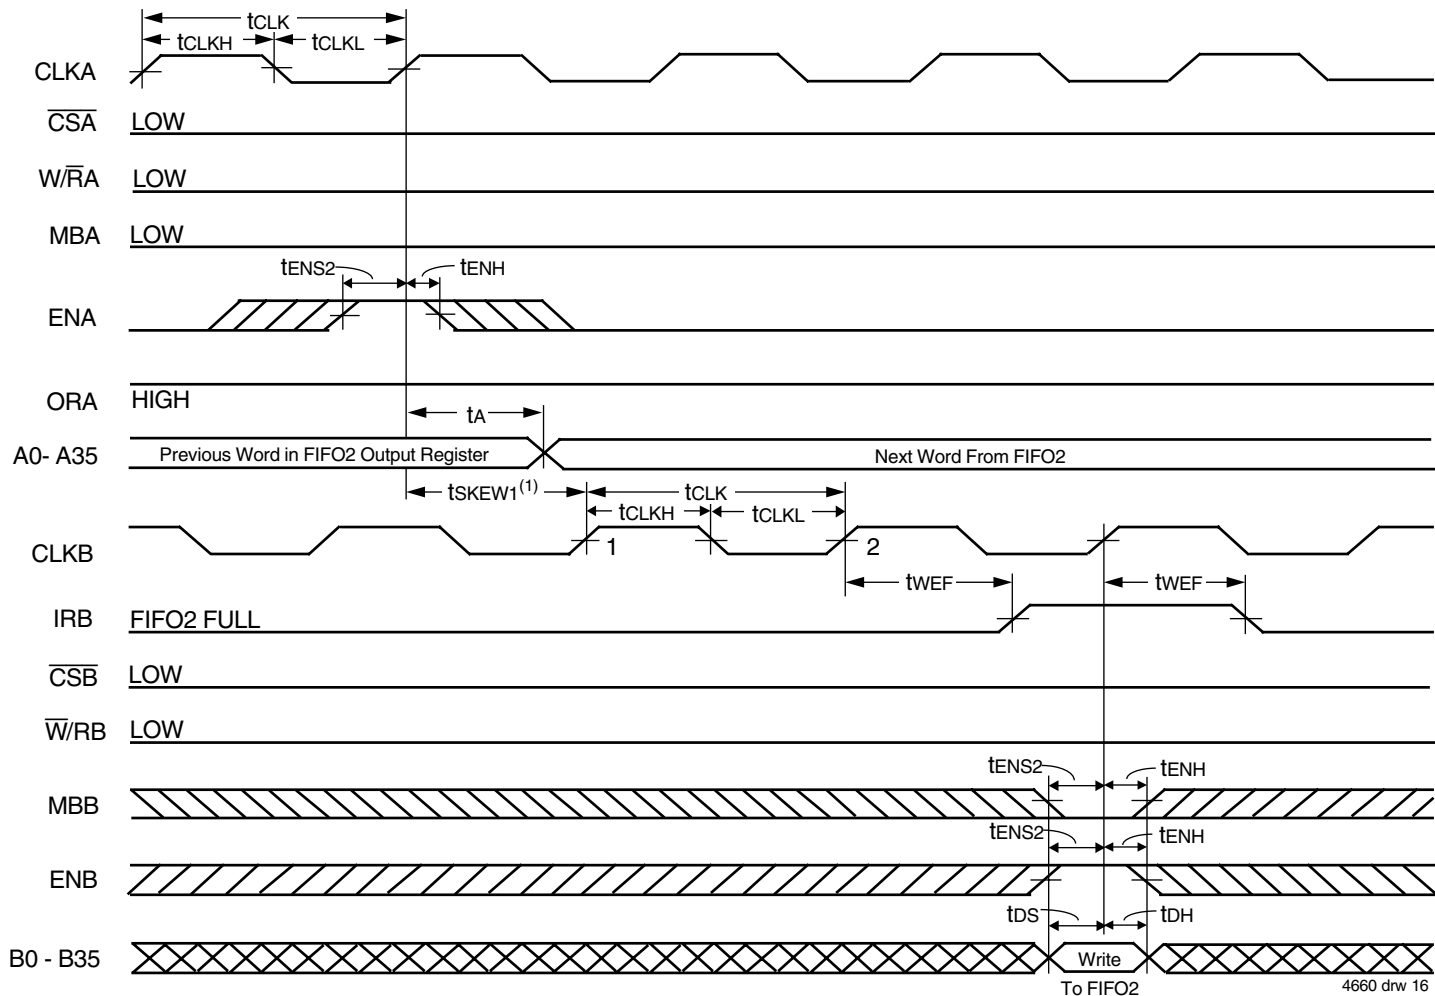 tCLK
tCLKH tCLKL
CLKA
CSA LOW
W/RA LOW
MBA LOW
tENS2 tENH
ENA
ORA HIGH
tA
A0- A35 Previous Word in FIFO2 Output Register Next Word From FIFO2
tSKEW1(1) tCLK
tCLKH tCLKL
CLKB 1 2
tWEF tWEF
IRB FIFO2 FULL
CSB LOW
W/RB LOW
tENS2 tENH
MBB
tENS2 tENH
ENB
tDS tDH
B0 - B35 Write
To FIFO2 4660 drw 16